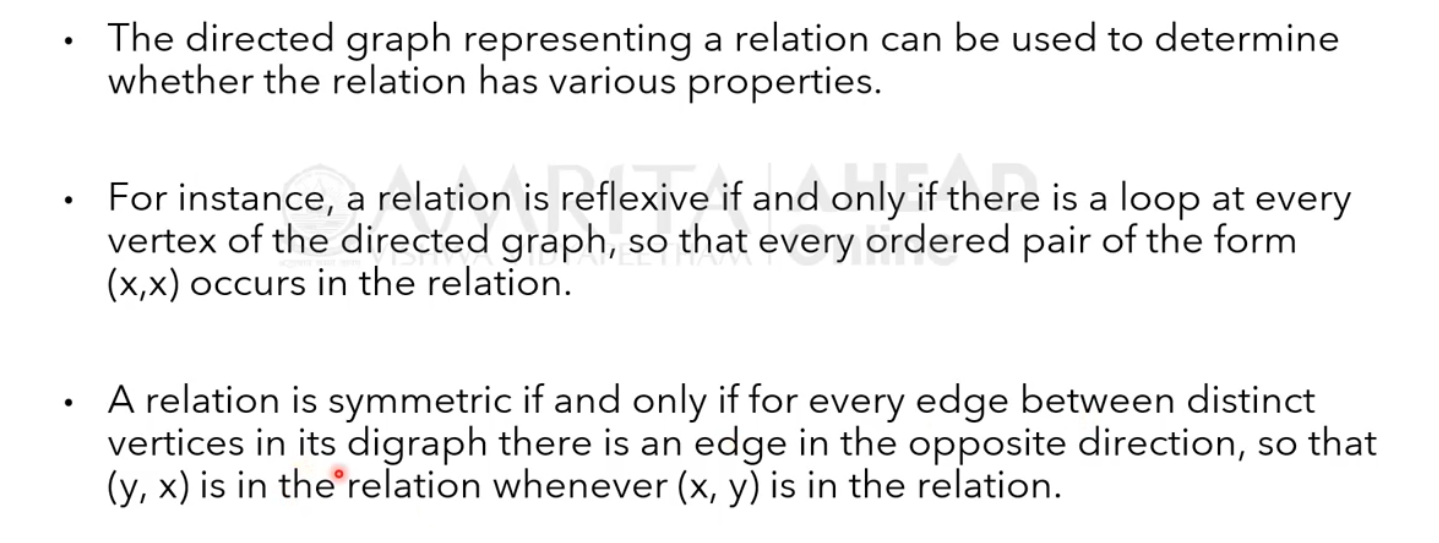 • The directed graph representing a relation can be used to determine
whether the relation has various properties.
• For instance, a relation is reflexive if and only if there is a loop at every
vertex of the directed graph, so that every ordered pair of the form
(x,x) occurs in the relation.
AMRITA | AHEAD
VISHWA VIDYAPEETHAM | Online
• A relation is symmetric if and only if for every edge between distinct
vertices in its digraph there is an edge in the opposite direction, so that
(y, x) is in the relation whenever (x, y) is in the relation.